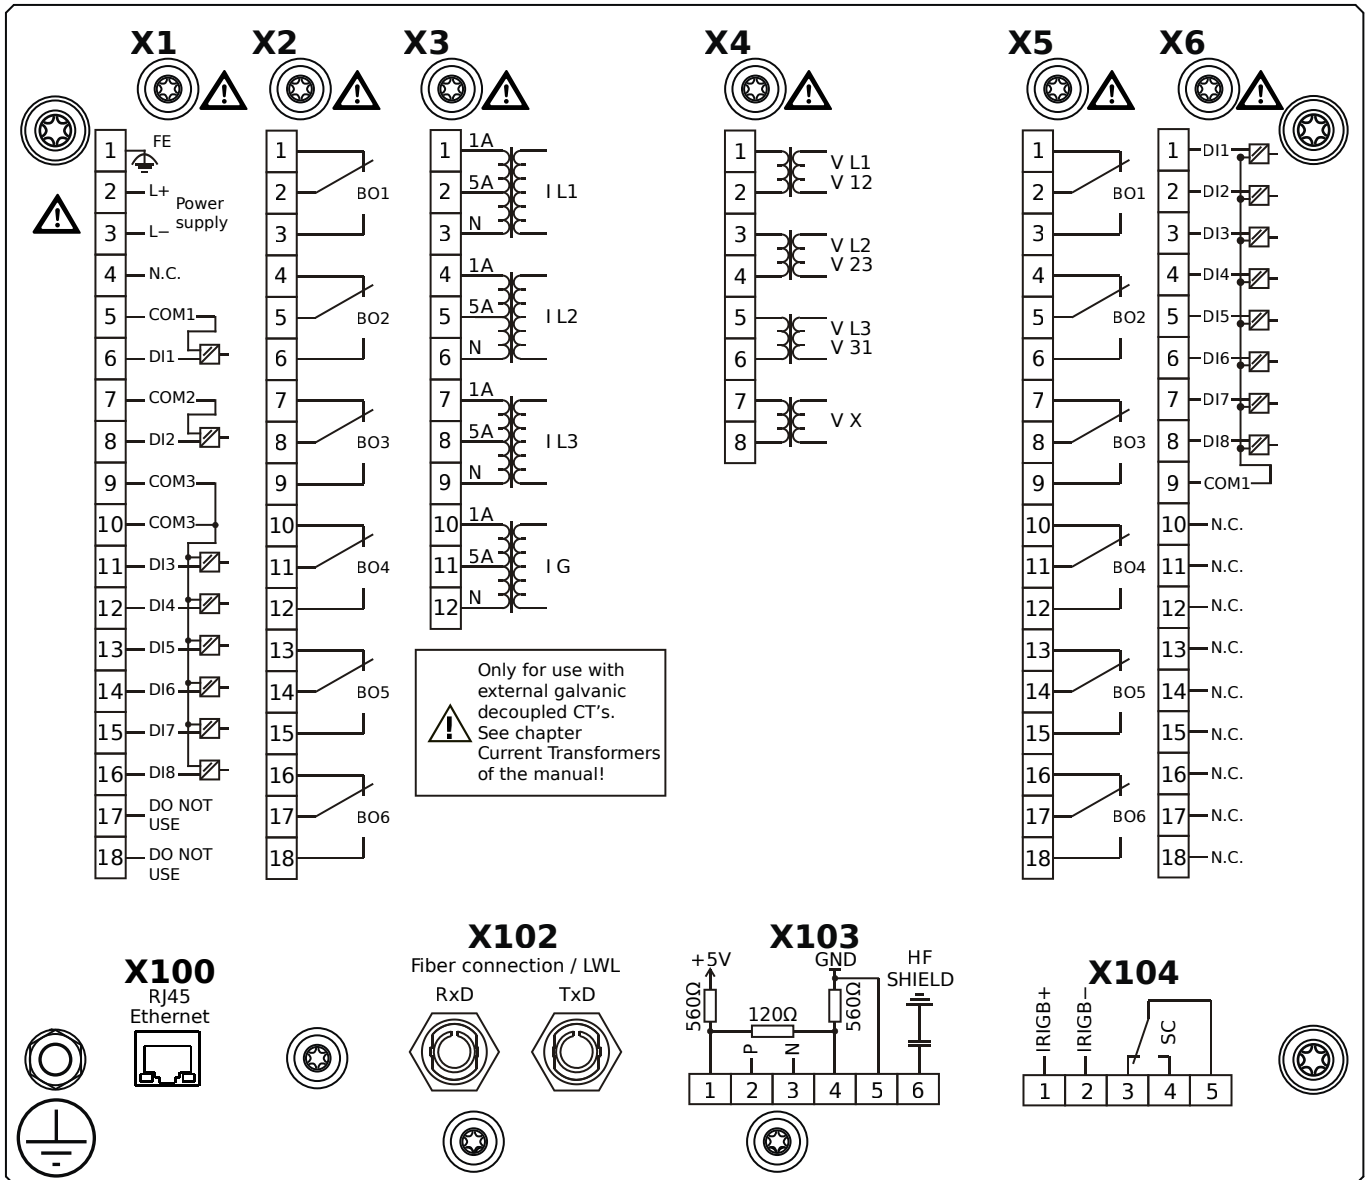 X1 X2 X3 X4 X5 X6
1 FE
2 L+
Power
supply
3 L−
4 N.C.
5 COM1
6 DI1
7 COM2
8 DI2
9 COM3
10 COM3
11 DI3
12 DI4
13 DI5
14 DI6
15 DI7
16 DI8
17 DO NOT
USE
18 DO NOT
USE
1
2 BO1
3
4
5 BO2
6
7
8 BO3
9
10
11 BO4
12
13
14 BO5
15
16
17 BO6
18
1 1A
2 5A I L1
3 N
4 1A
5 5A I L2
6 N
7 1A
8 5A I L3
9 N
10 1A
11 5A I G
12 N
Only for use with
external galvanic
decoupled CT's.
See chapter
Current Transformers
of the manual!
1 V L1
2 V 12
3 V L2
4 V 23
5 V L3
6 V 31
7 V X
8
1
2 BO1
3
4
5 BO2
6
7
8 BO3
9
10
11 BO4
12
13
14 BO5
15
16
17 BO6
18
1 DI1
2 DI2
3 DI3
4 DI4
5 DI5
6 DI6
7 DI7
8 DI8
9 COM1
10 N.C.
11 N.C.
12 N.C.
13 N.C.
14 N.C.
15 N.C.
16 N.C.
17 N.C.
18 N.C.
X100
RJ45
Ethernet
X102
Fiber connection / LWL
RxD TxD
X103
+5V GND HF
SHIELD
560Ω 120Ω 560Ω
P N
1 2 3 4 5 6
X104
IRIGB+ IRIGB− SC
1 2 3 4 5